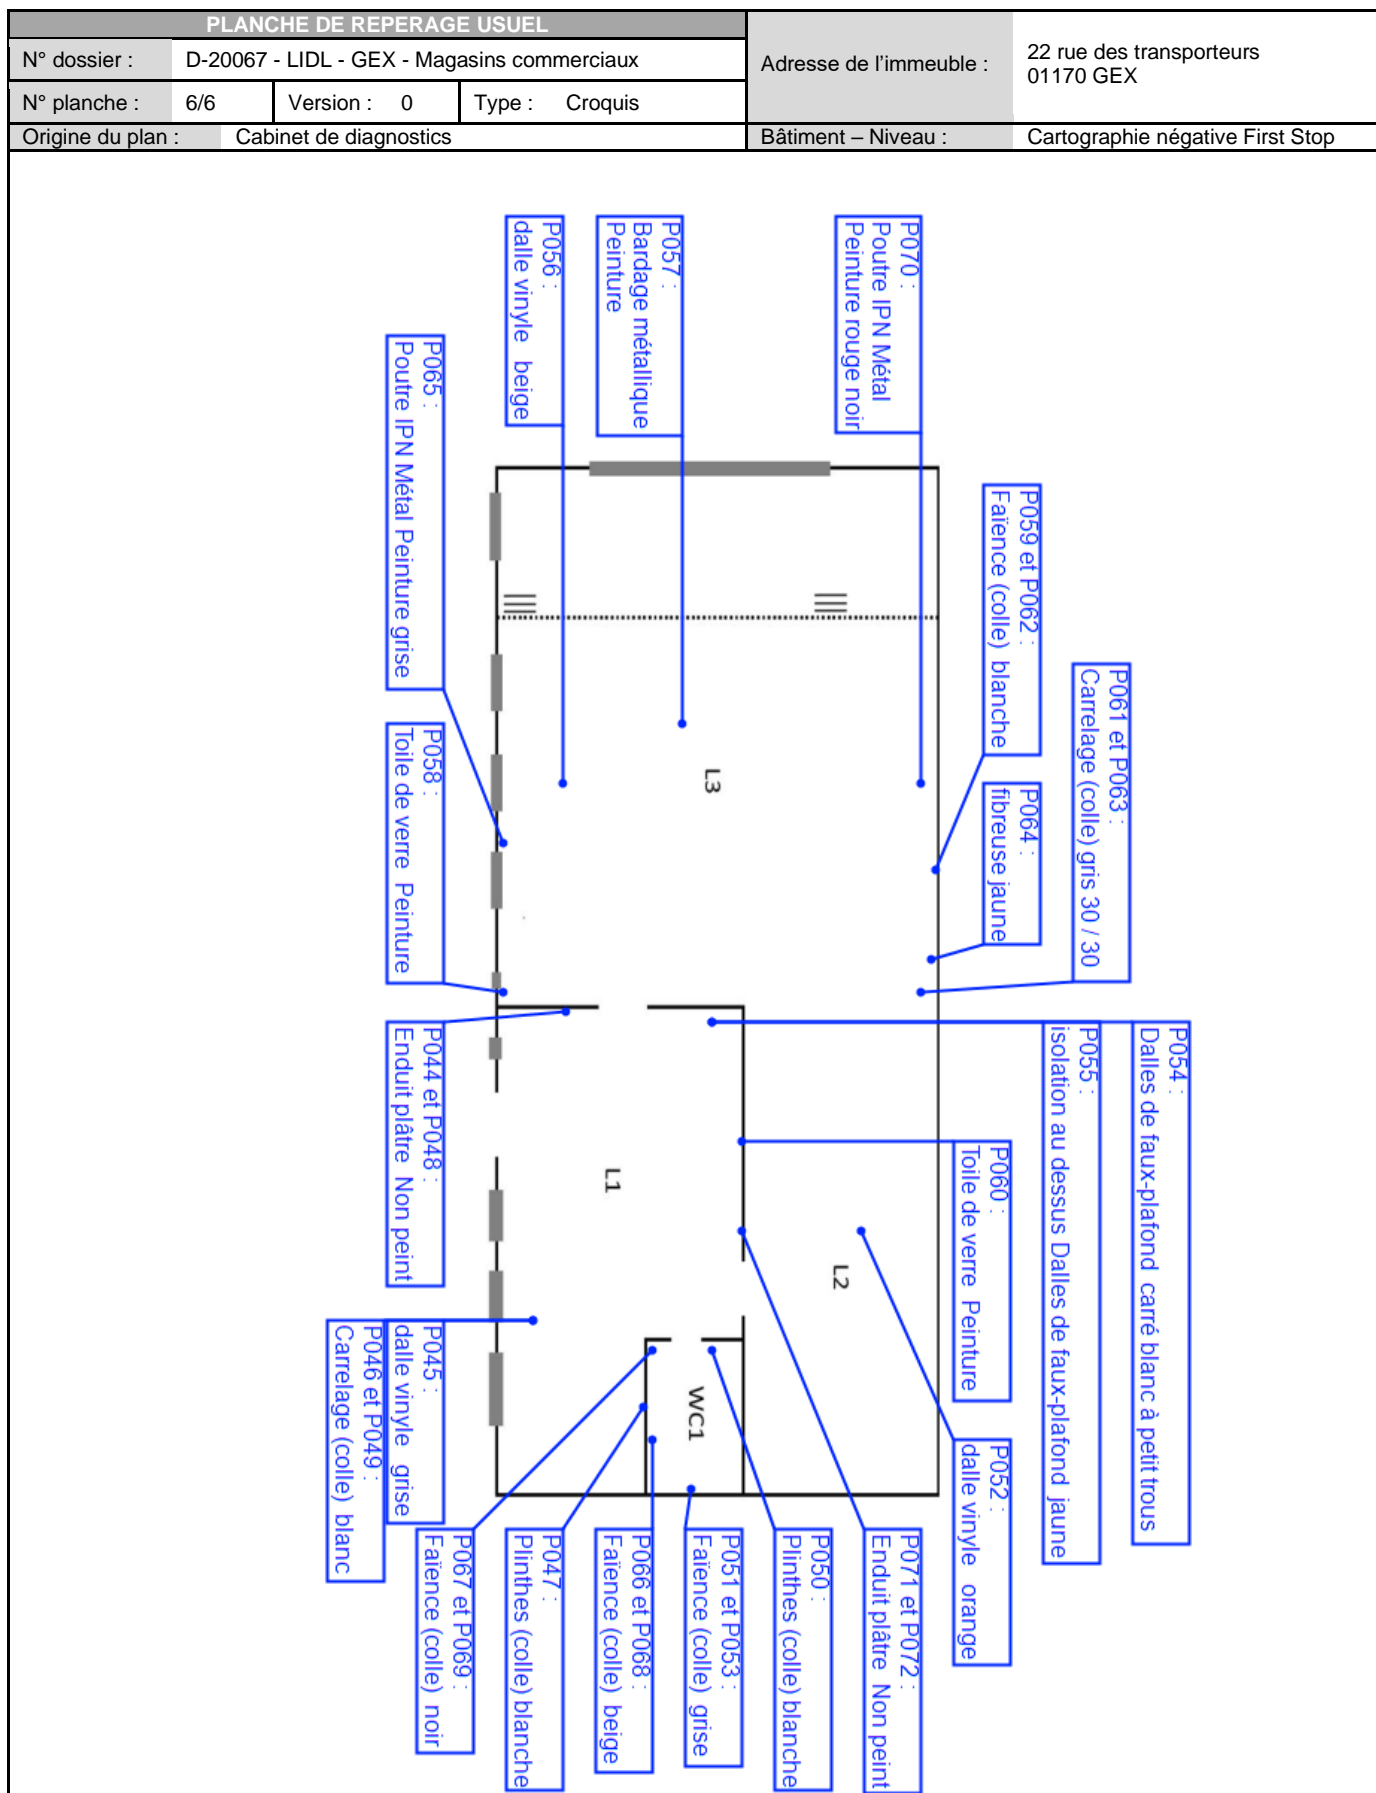 PLANCHE DE REPERAGE USUEL
N° dossier : D-20067 - LIDL - GEX - Magasins commerciaux
Adresse de l'immeuble : 22 rue des transporteurs
01170 GEX
N° planche : 6/6 Version : 0 Type : Croquis
Origine du plan : Cabinet de diagnostics
Bâtiment – Niveau : Cartographie négative First Stop
P056 :
dalle vinyle beige
P057 :
Bardage métallique
Peinture
P070 :
Poutre IPN Métal
Peinture rouge noir
P065 :
Poutre IPN Métal Peinture grise
P059 et P062 :
Faïence (colle) blanche
P061 et P063 :
Carrelage (colle) gris 30 / 30
P058 :
Toile de verre Peinture
P064 :
fibreuse jaune
L3
P044 et P048 :
Enduit plâtre Non peint
P055 :
isolation au dessus Dalles de faux-plafond jaune
P054 :
Dalles de faux-plafond carré blanc à petit trous
P060 :
Toile de verre Peinture
L1
L2
WC1
P045 :
dalle vinyle grise
P046 et P049 :
Carrelage (colle) blanc
P052 :
dalle vinyle orange
P067 et P069 :
Faïence (colle) noir
P047 :
Plinthes (colle) blanche
P066 et P068 :
Faïence (colle) beige
P051 et P053 :
Faïence (colle) grise
P050 :
Plinthes (colle) blanche
P071 et P072 :
Enduit plâtre Non peint